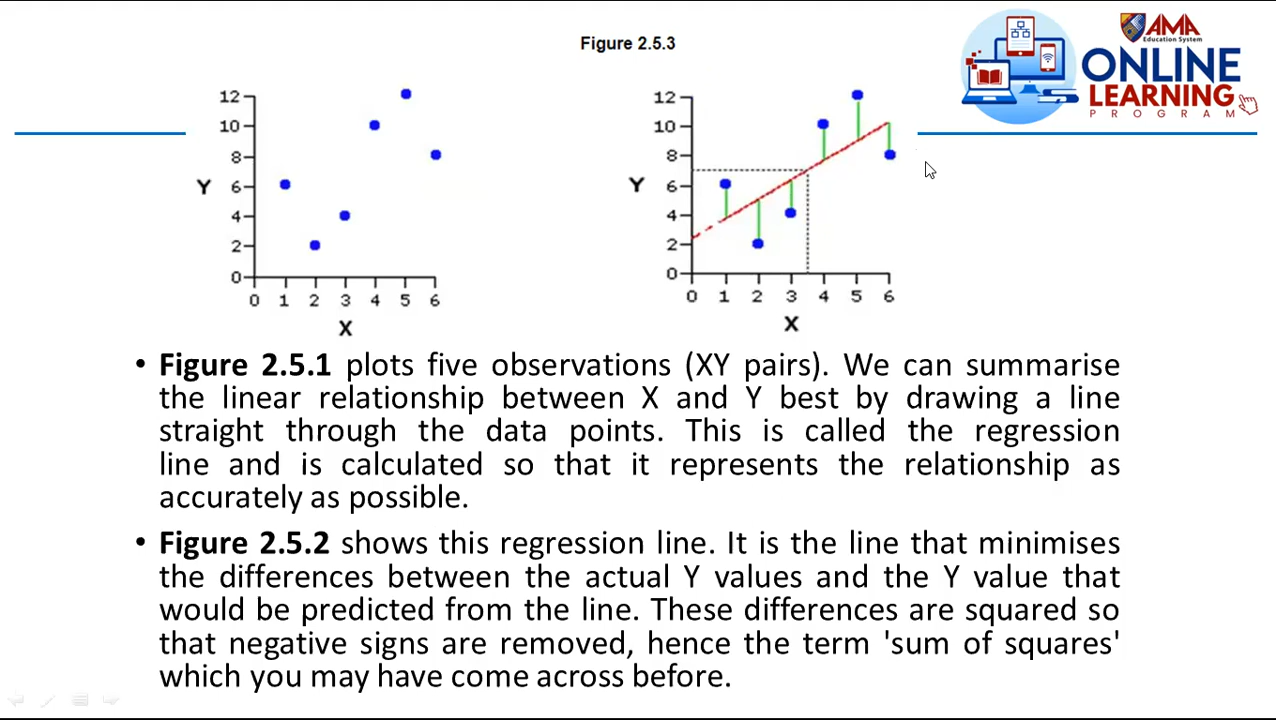 Figure 2.5.3
AMA
Education System
ONLINE
LEARNING
PROGRAM
12
10
8
6
4
2
0
Y
0 1 2 3 4 5 6
X
12
10
8
6
4
2
0
Y
0 1 2 3 4 5 6
X
• Figure 2.5.1 plots five observations (XY pairs). We can summarise
the linear relationship between X and Y best by drawing a line
straight through the data points. This is called the regression
line and is calculated so that it represents the relationship as
accurately as possible.
• Figure 2.5.2 shows this regression line. It is the line that minimises
the differences between the actual Y values and the Y value that
would be predicted from the line. These differences are squared so
that negative signs are removed, hence the term 'sum of squares'
which you may have come across before.